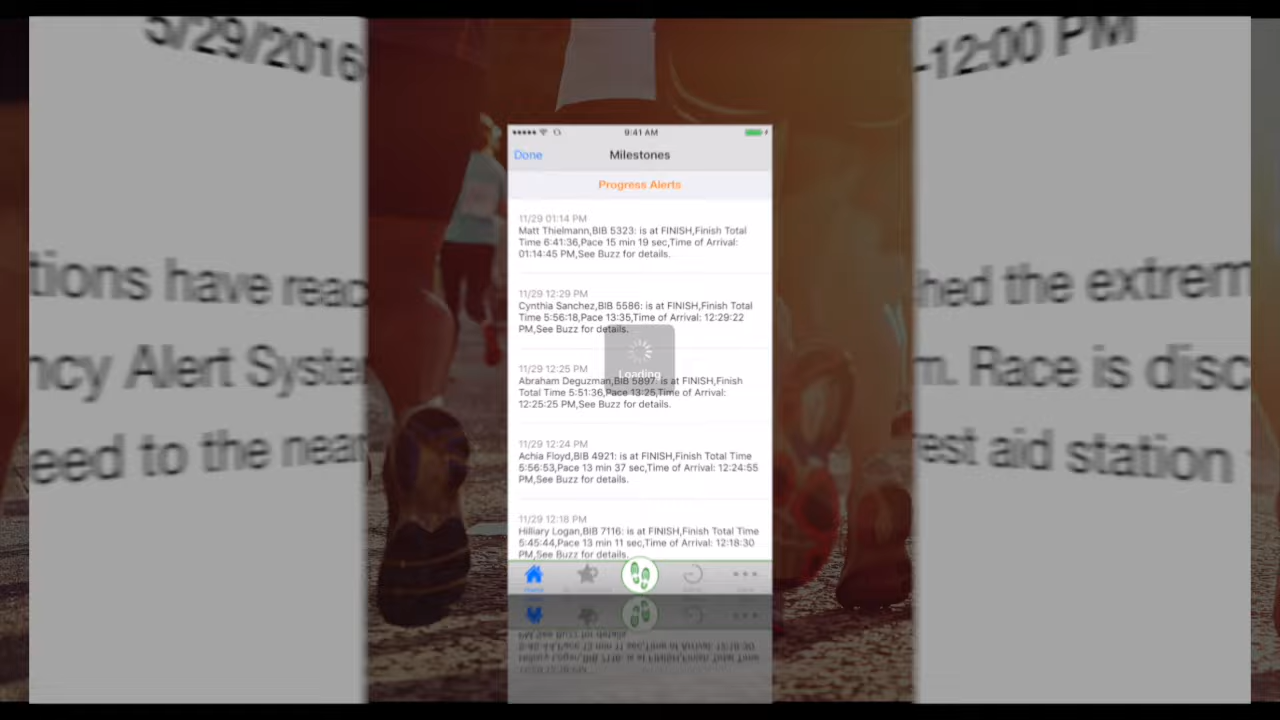 5/29/2016
-12:00 PM
tions have reac
hed the extrem
ncy Alert System
m. Race is disc
eed to the near
rest aid station
9:41 AM
Done
Milestones
Progress Alerts
11/29 01:14 PM
Matt Thielmann,BIB 5323: is at FINISH,Finish Total
Time 6:41:36,Pace 15 min 19 sec,Time of Arrival:
01:14:45 PM,See Buzz for details.
11/29 12:29 PM
Cynthia Sanchez,BIB 5586: is at FINISH,Finish Total
Time 5:56:18,Pace 13:35,Time of Arrival: 12:29:22
PM,See Buzz for details.
Loading
11/29 12:25 PM
Abraham Deguzman,BIB 5897: is at FINISH,Finish
Total Time 5:51:36,Pace 13:25,Time of Arrival:
12:25:25 PM,See Buzz for details.
11/29 12:24 PM
Achia Floyd,BIB 4921: is at FINISH,Finish Total Time
5:56:53,Pace 13 min 37 sec,Time of Arrival: 12:24:55
PM,See Buzz for details.
11/29 12:18 PM
Hilliary Logan,BIB 7116: is at FINISH,Finish Total Time
5:45:44,Pace 13 min 11 sec,Time of Arrival: 12:18:30
PM,See Buzz for details.
Home